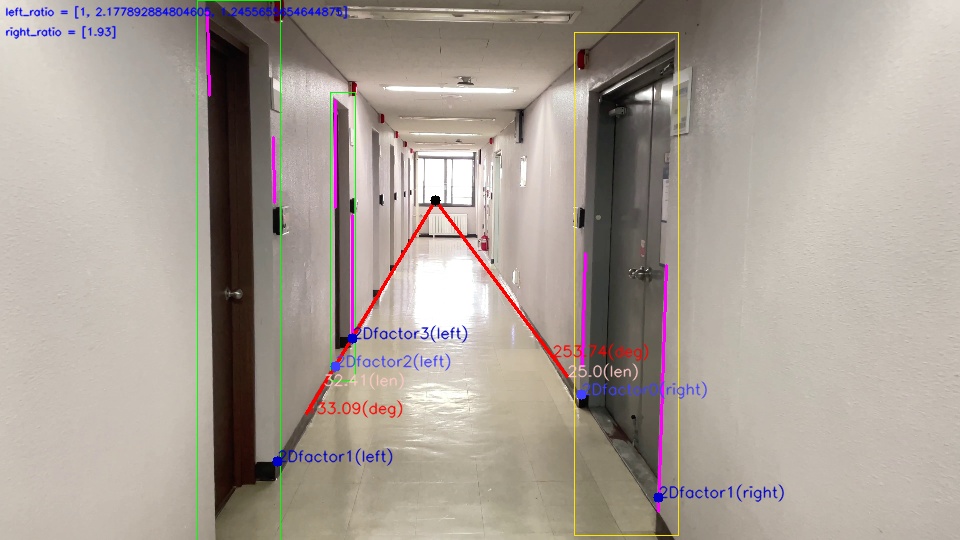 left_ratio = [1, 2.177892884804605, 1.2455655654644875]
right_ratio = [1.93]
2Dfactor3(left)
253.74(deg)
2Dfactor2(left)
25.0(len)
32.41(len)
2Dfactor0(right)
33.09(deg)
2Dfactor1(left)
2Dfactor1(right)